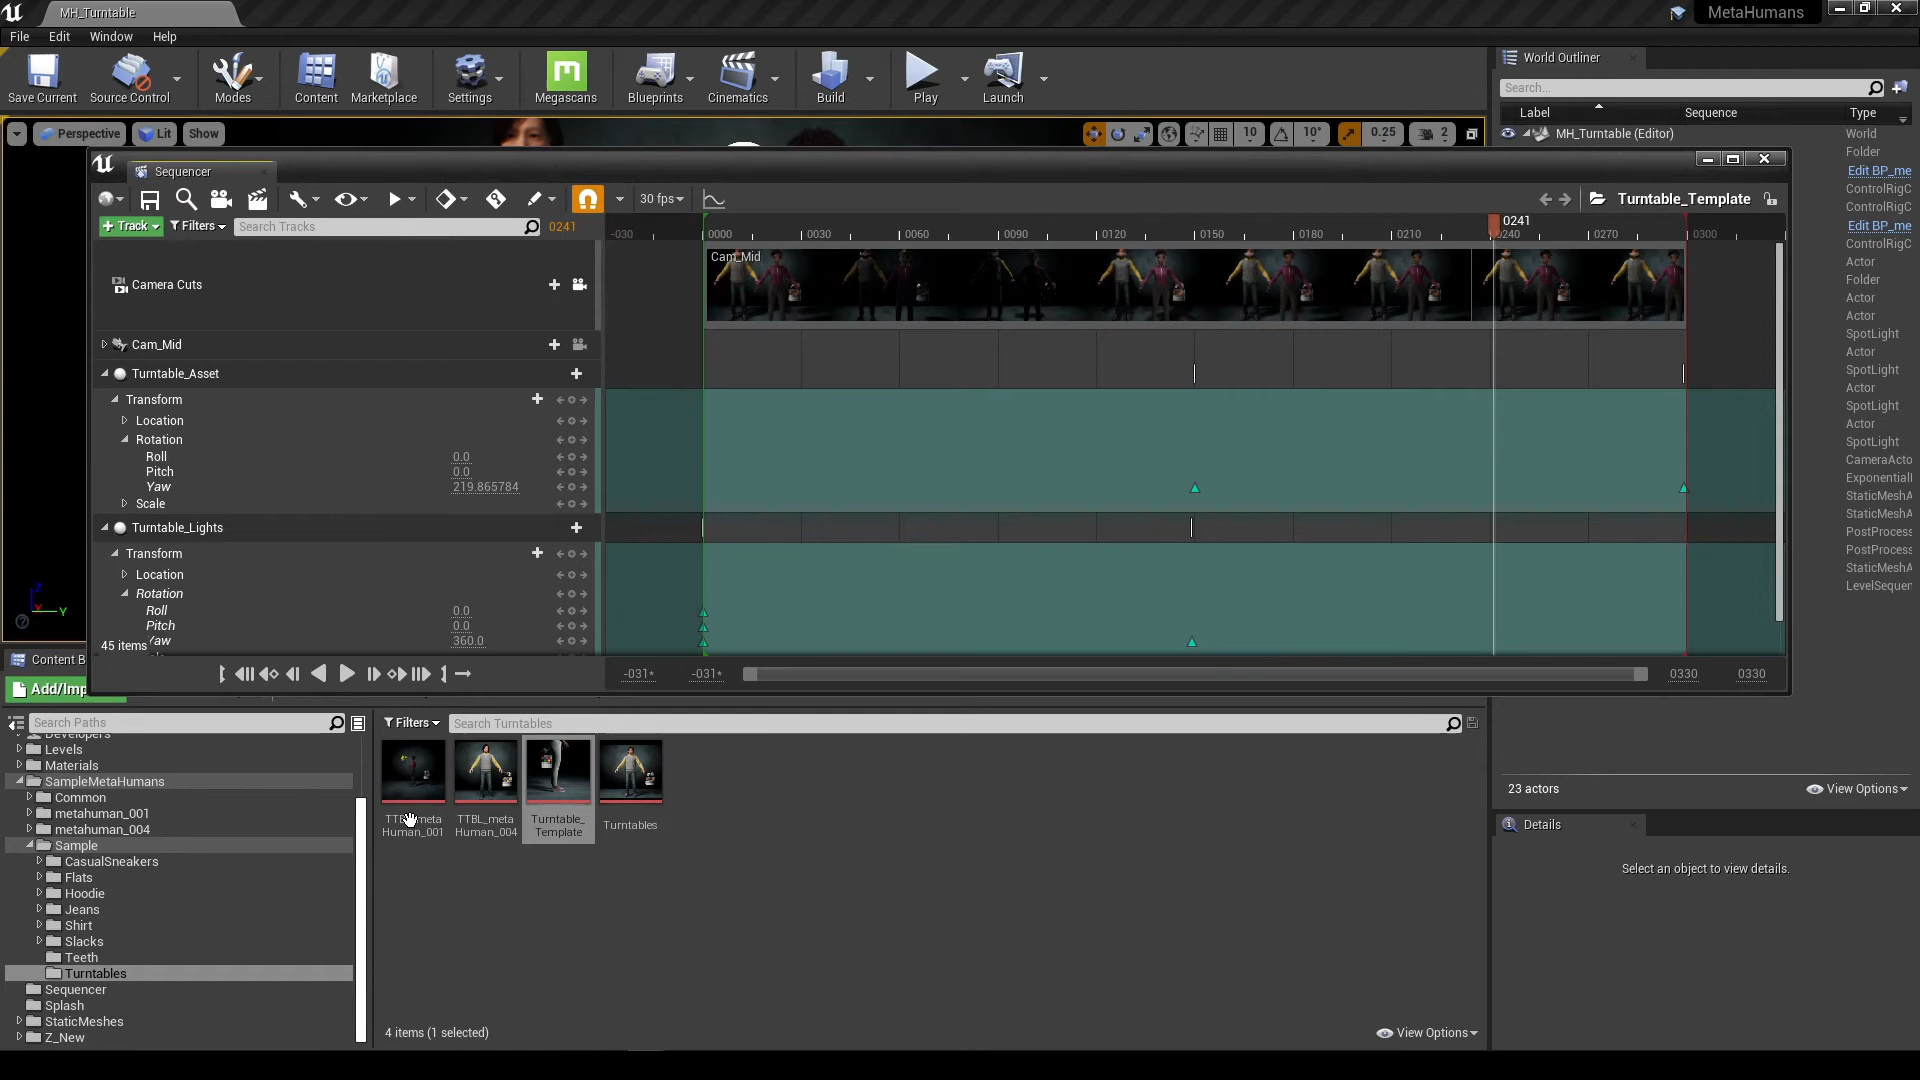 MH_Turntable
MetaHumans
File Edit Window Help
Save Current
Source Control
Modes
Content
Marketplace
Settings
Megascans
Blueprints
Cinematics
Build
Play
Launch
World Outliner
Search...
Label Sequence Type
MH_Turntable (Editor) World
Folder
Edit BP_me
ControlRigC
ControlRigC
Edit BP_me
ControlRigC
Actor
Folder
Actor
Actor
SpotLight
Actor
SpotLight
Actor
SpotLight
Actor
SpotLight
CameraActo
Exponential
StaticMeshA
StaticMeshA
PostProcess
PostProcess
StaticMeshA
LevelSequen
Perspective Lit Show
10 10° 0.25 2
Sequencer
30 fps
Turntable_Template
Track Filters Search Tracks 0241
-030 0000 0030 0060 0090 0120 0150 0180 0210 0241 0240 0270 0300
Camera Cuts
Cam_Mid
Cam_Mid
Turntable_Asset
Transform
Location
Rotation
Roll 0.0
Pitch 0.0
Yaw 219.865784
Scale
Turntable_Lights
Transform
Location
Rotation
Roll 0.0
Pitch 0.0
45 items Yaw 360.0
-031* -031* 0330 0330
X Z Y
Content B
Add/Imp
Search Paths
Filters Search Turntables
Developers
Levels
Materials
SampleMetaHumans
Common
metahuman_001
metahuman_004
Sample
CasualSneakers
Flats
Hoodie
Jeans
Shirt
Slacks
Teeth
Turntables
Sequencer
Splash
StaticMeshes
Z_New
TTBL_meta
Human_001
TTBL_meta
Human_004
Turntable_
Template
Turntables
4 items (1 selected)
View Options
23 actors
View Options
Details
Select an object to view details.